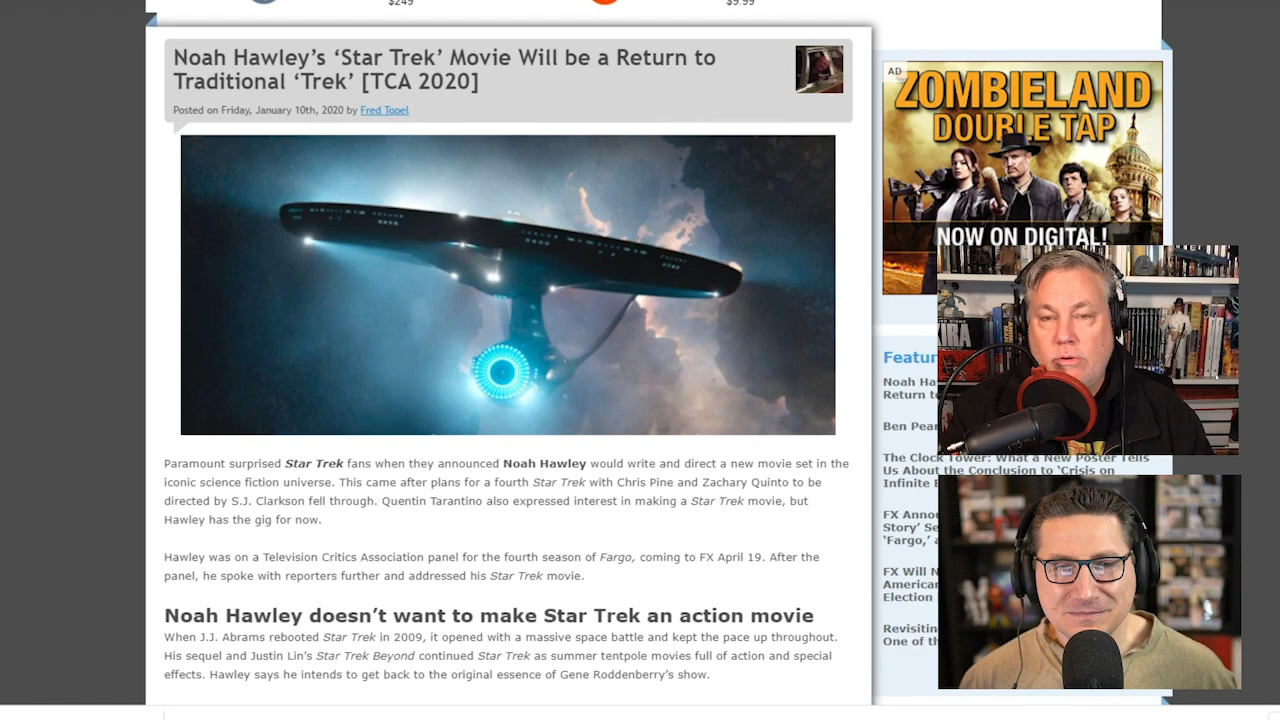 $249
$9.99
Noah Hawley’s ‘Star Trek’ Movie Will be a Return to
Traditional ‘Trek’ [TCA 2020]
Posted on Friday, January 10th, 2020 by Fred Topel
Paramount surprised Star Trek fans when they announced Noah Hawley would write and direct a new movie set in the
iconic science fiction universe. This came after plans for a fourth Star Trek with Chris Pine and Zachary Quinto to be
directed by S.J. Clarkson fell through. Quentin Tarantino also expressed interest in making a Star Trek movie, but
Hawley has the gig for now.
Hawley was on a Television Critics Association panel for the fourth season of Fargo, coming to FX April 19. After the
panel, he spoke with reporters further and addressed his Star Trek movie.
Noah Hawley doesn’t want to make Star Trek an action movie
When J.J. Abrams rebooted Star Trek in 2009, it opened with a massive space battle and kept the pace up throughout.
His sequel and Justin Lin’s Star Trek Beyond continued Star Trek as summer tentpole movies full of action and special
effects. Hawley says he intends to get back to the original essence of Gene Roddenberry’s show.
AD
ZOMBIELAND
DOUBLE TAP
NOW ON DIGITAL!
Featur
Noah Ha
Return to
Ben Pear
The Clock Tower: What a New Poster Tells
Us About the Conclusion to ‘Crisis on
Infinite E
FX Annou
Story’ Se
‘Fargo,’ a
FX Will N
American
Election
Revisitin
One of th